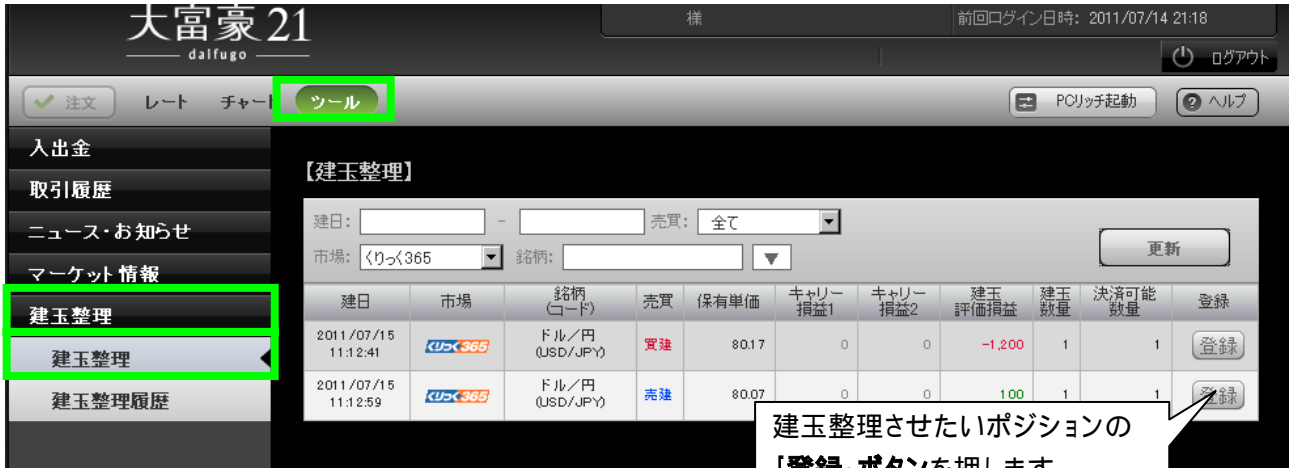 大富豪21
daifugo
様
前回ログイン日時: 2011/07/14 21:18
ログアウト
注文 レート チャート ツール PCリッチ起動 ヘルプ
入出金
取引履歴
ニュース・お知らせ
マーケット情報
建玉整理
建玉整理
建玉整理履歴
【建玉整理】
建日: - 売買: 全て
市場: くりっく365 銘柄: ▼
更新
建日 市場 銘柄(コード) 売買 保有単価 キャリー損益1 キャリー損益2 建玉評価損益 建玉数量 決済可能数量 登録
2011/07/15 11:12:41 くりっく365 ドル/円 (USD/JPY) 買建 80.17 0 0 -1,200 1 1 登録
2011/07/15 11:12:59 くりっく365 ドル/円 (USD/JPY) 売建 80.07 0 0 100 1 1 登録
建玉整理させたいポジションの
「登録」ボタンを押します